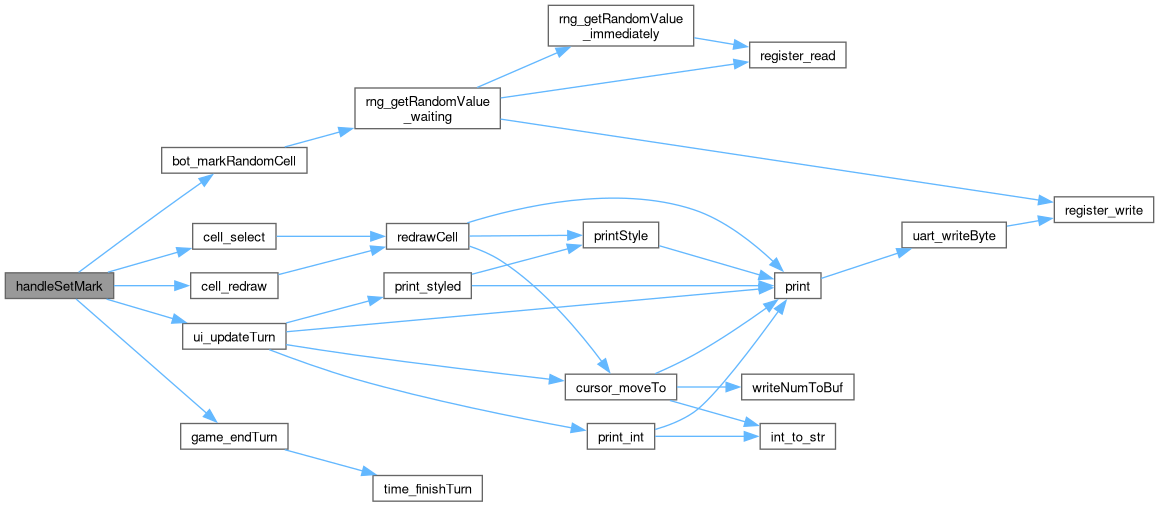 rng_getRandomValue
_immediately
register_read
rng_getRandomValue
_waiting
bot_markRandomCell
register_write
cell_select
redrawCell
printStyle
uart_writeByte
handleSetMark
cell_redraw
print_styled
print
ui_updateTurn
cursor_moveTo
writeNumToBuf
game_endTurn
print_int
int_to_str
time_finishTurn